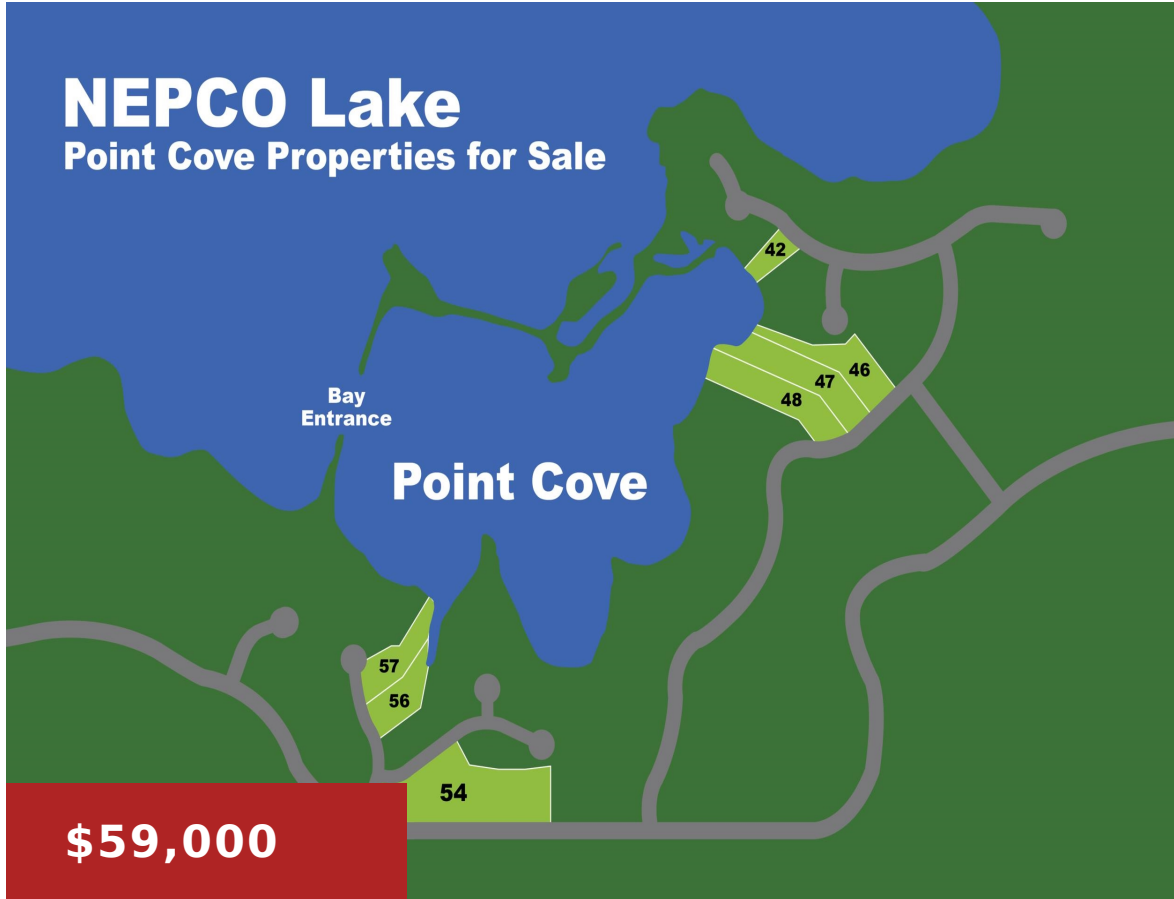 NEPCO Lake
Point Cove Properties for Sale
42
46
47
48
Bay
Entrance
Point Cove
57
56
54
$59,000